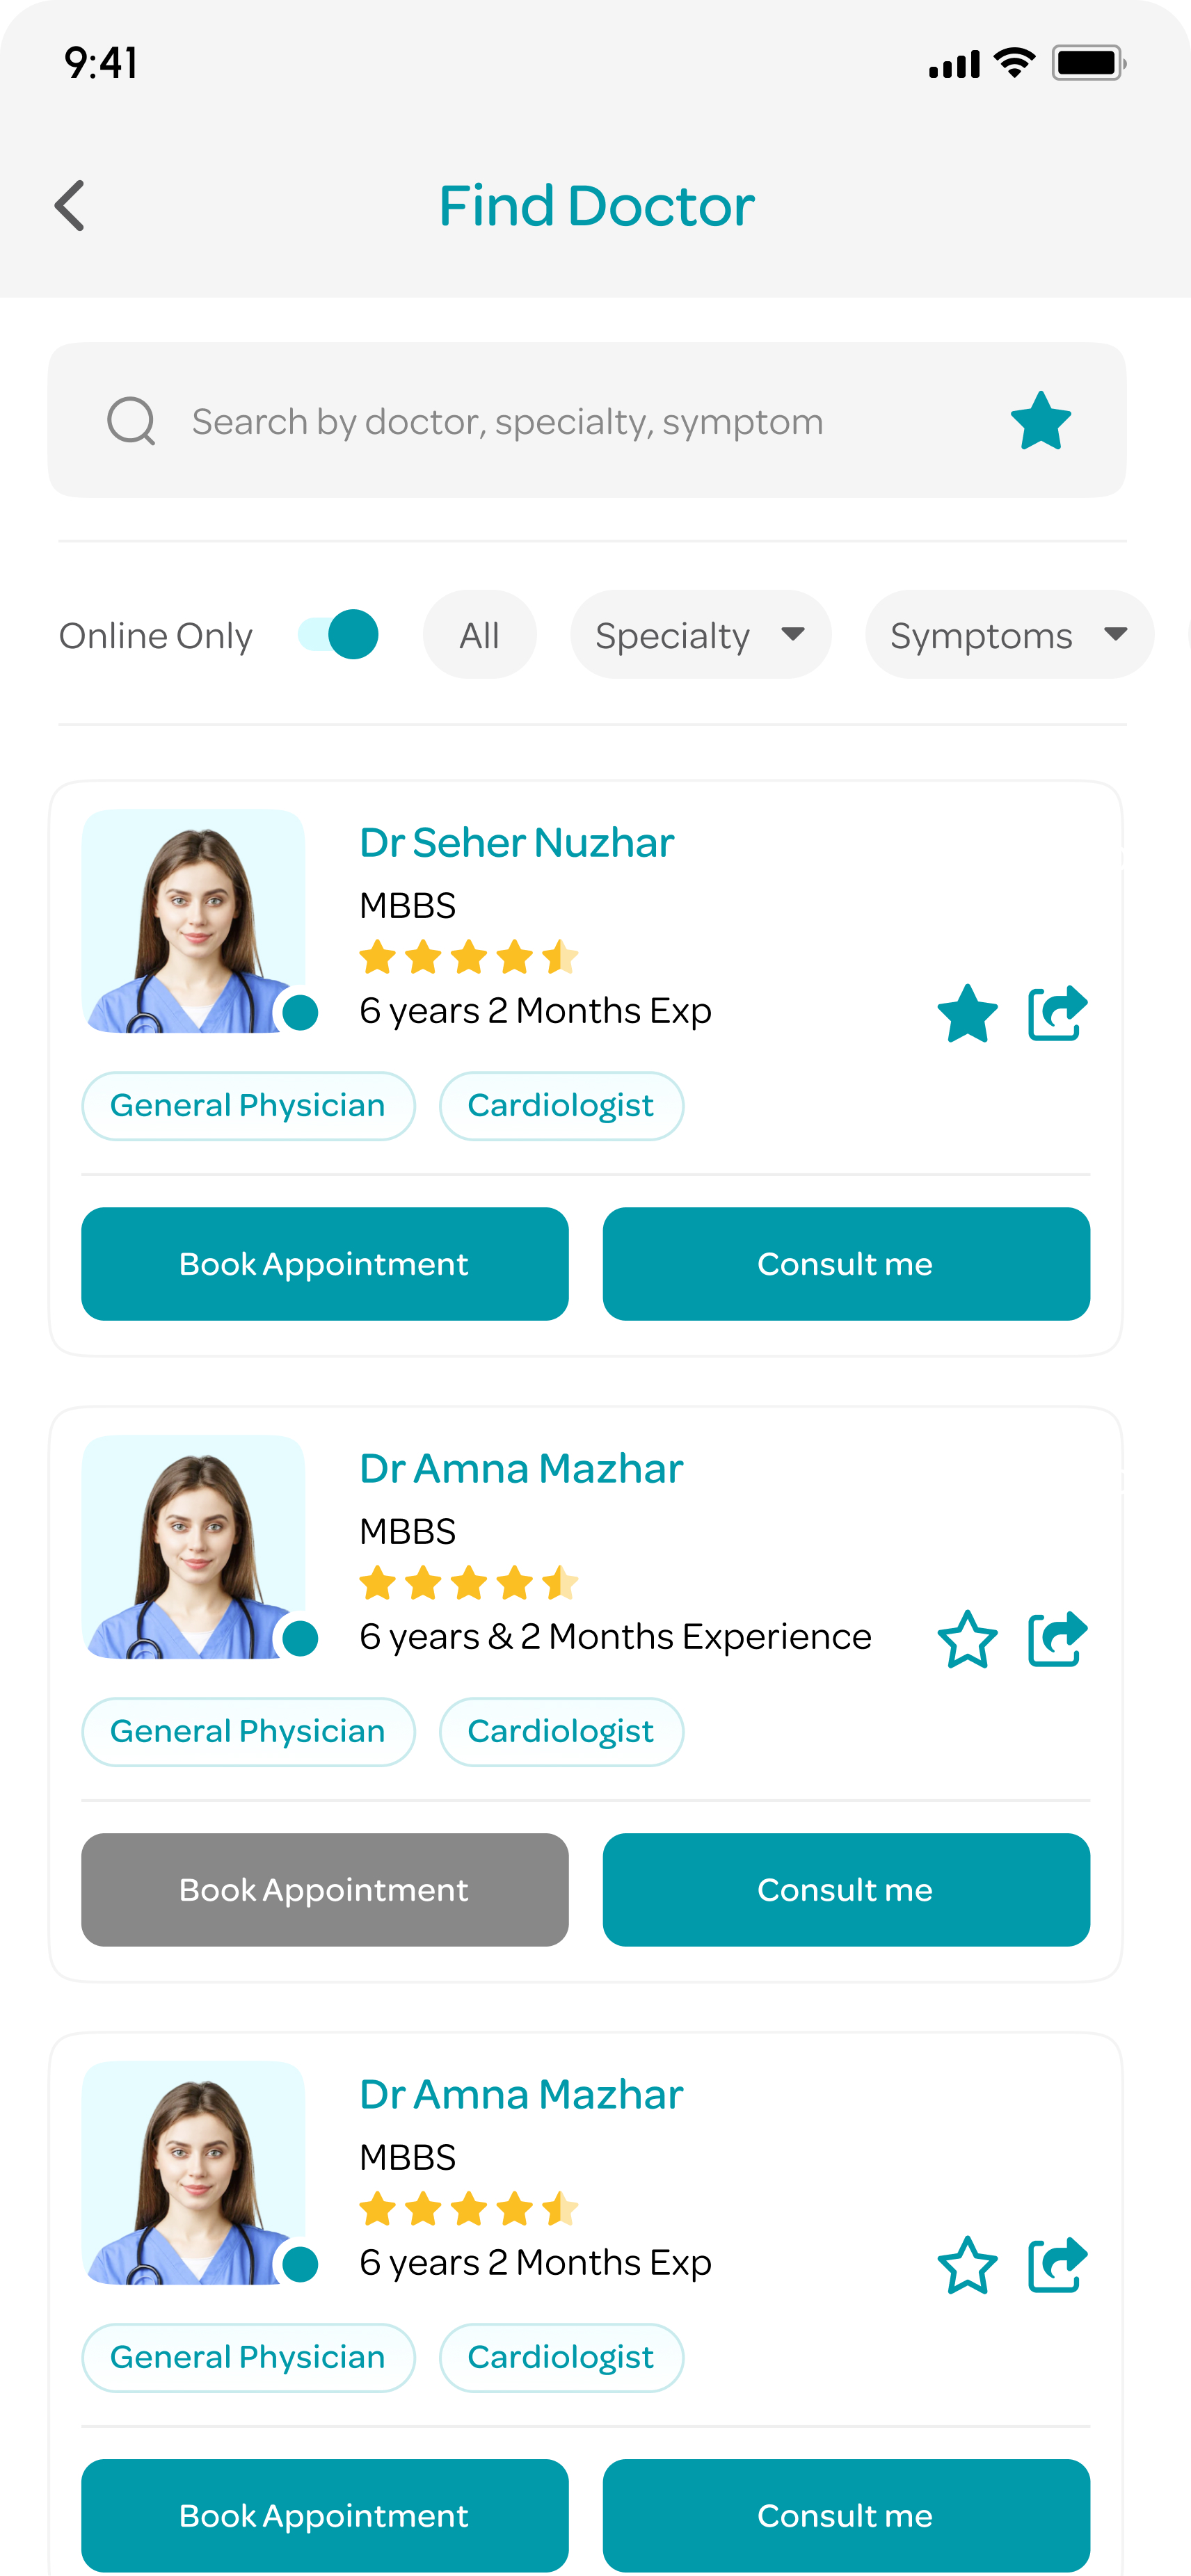 9:41
Find Doctor
Search by doctor, specialty, symptom
Online Only All Specialty Symptoms
Dr Seher Nuzhar
MBBS
6 years 2 Months Exp
General Physician Cardiologist
Book Appointment Consult me
Dr Amna Mazhar
MBBS
6 years & 2 Months Experience
General Physician Cardiologist
Book Appointment Consult me
Dr Amna Mazhar
MBBS
6 years 2 Months Exp
General Physician Cardiologist
Book Appointment Consult me